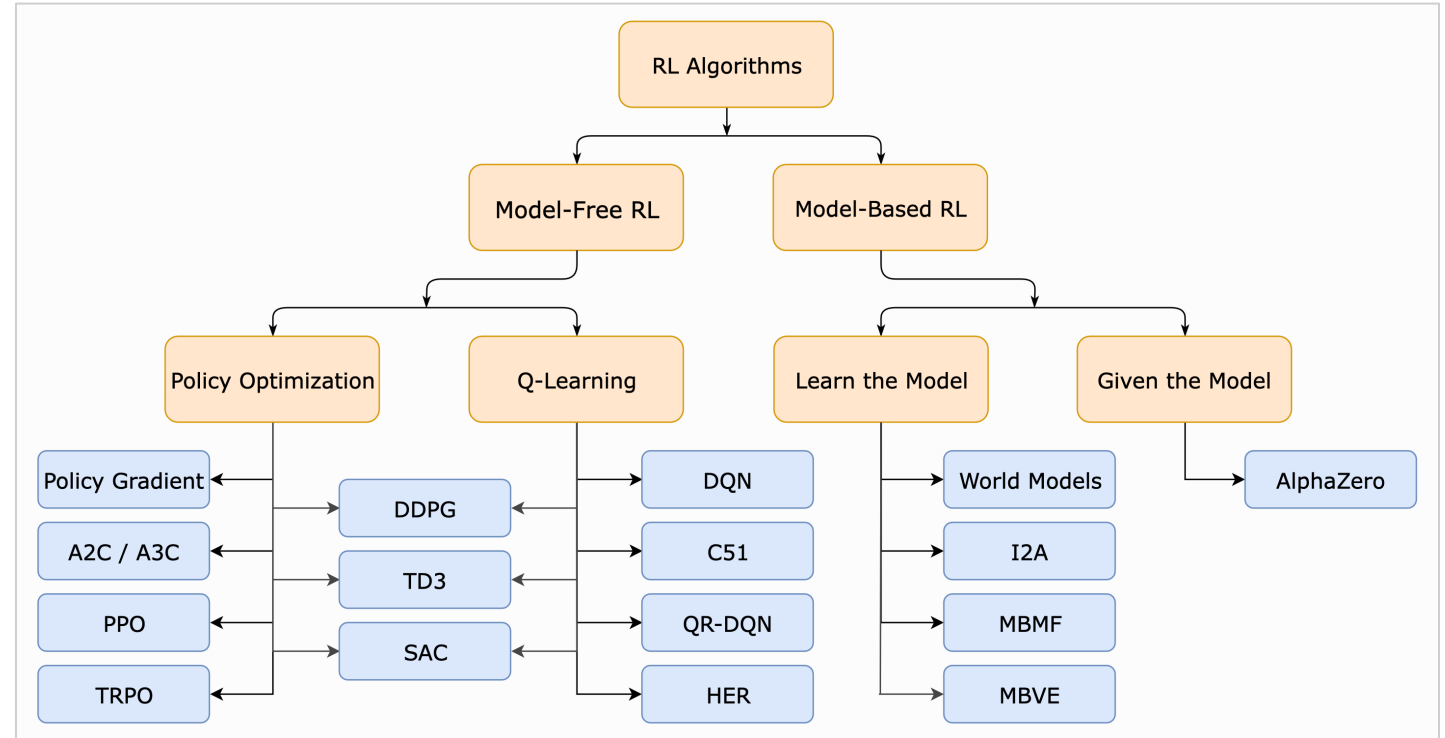 RL Algorithms
Model-Free RL
Model-Based RL
Policy Optimization
Q-Learning
Learn the Model
Given the Model
Policy Gradient
DDPG
DQN
World Models
AlphaZero
A2C / A3C
TD3
C51
I2A
PPO
SAC
QR-DQN
MBMF
TRPO
HER
MBVE